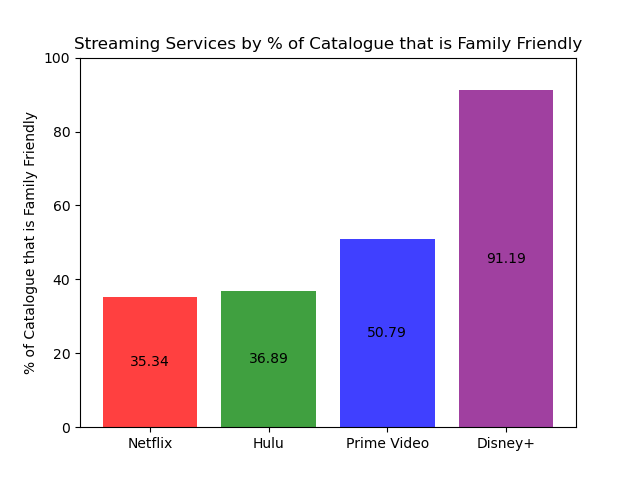 Streaming Services by % of Catalogue that is Family Friendly
% of Catalogue that is Family Friendly
100
80
60
40
20
0
35.34
36.89
50.79
91.19
Netflix
Hulu
Prime Video
Disney+